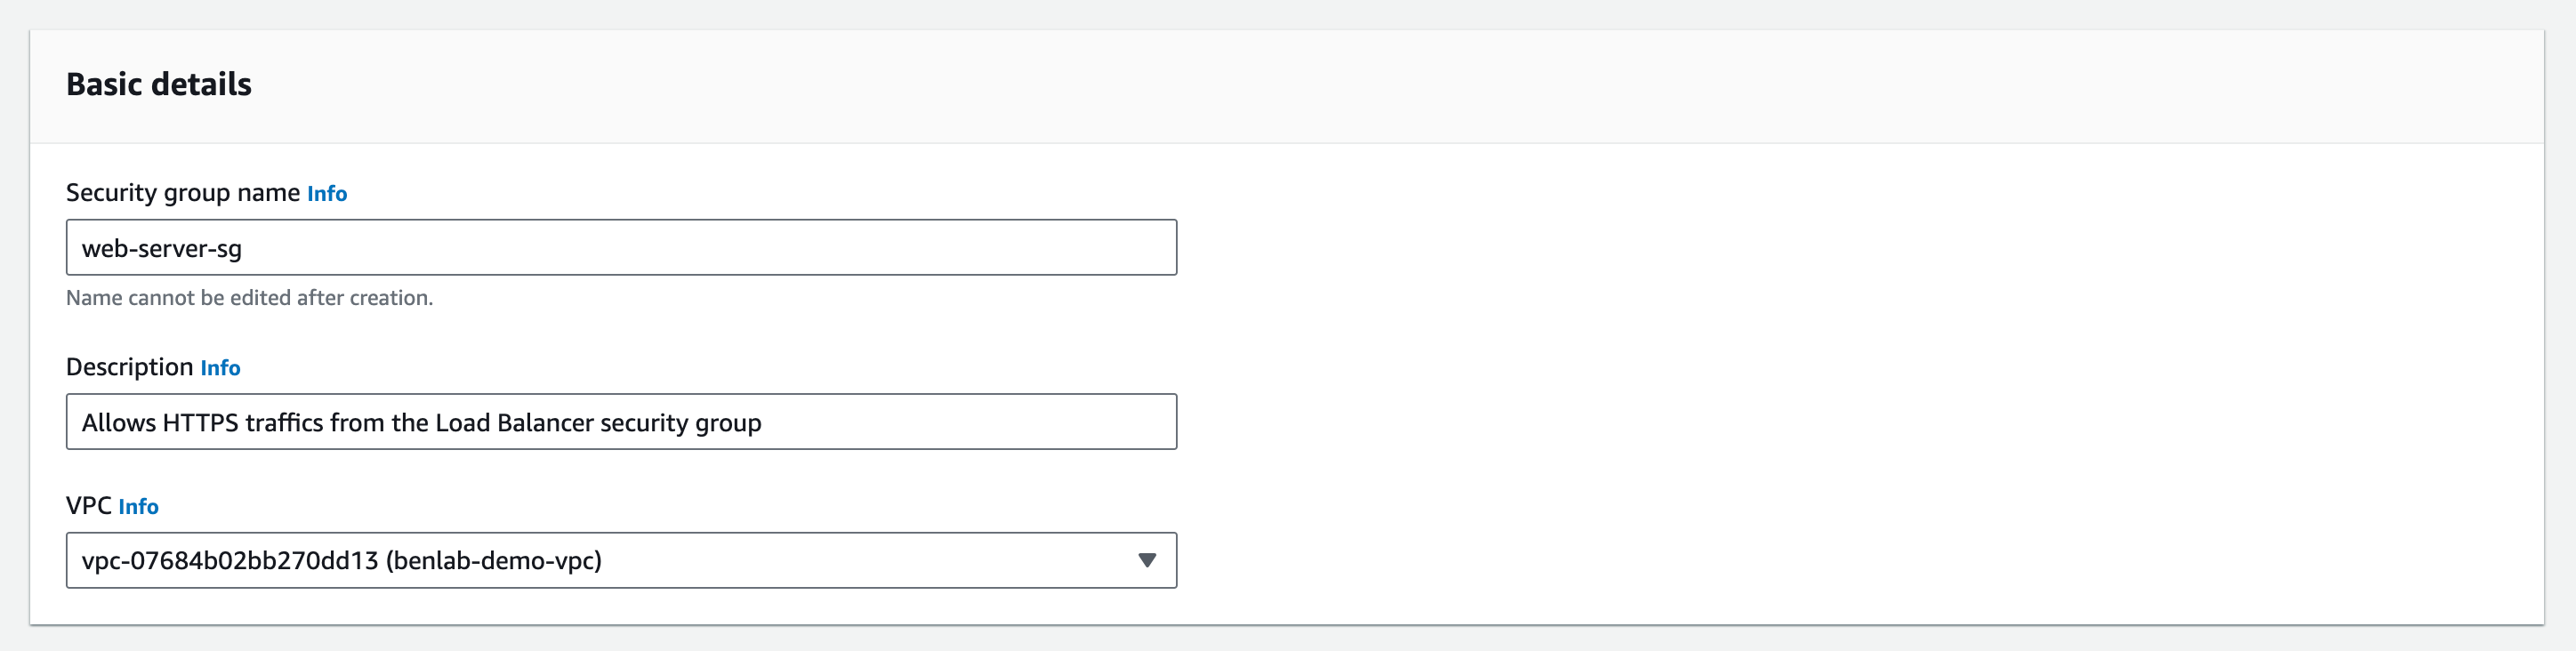 Basic details
Security group name Info
web-server-sg
Name cannot be edited after creation.
Description Info
Allows HTTPS traffics from the Load Balancer security group
VPC Info
vpc-07684b02bb270dd13 (benlab-demo-vpc)